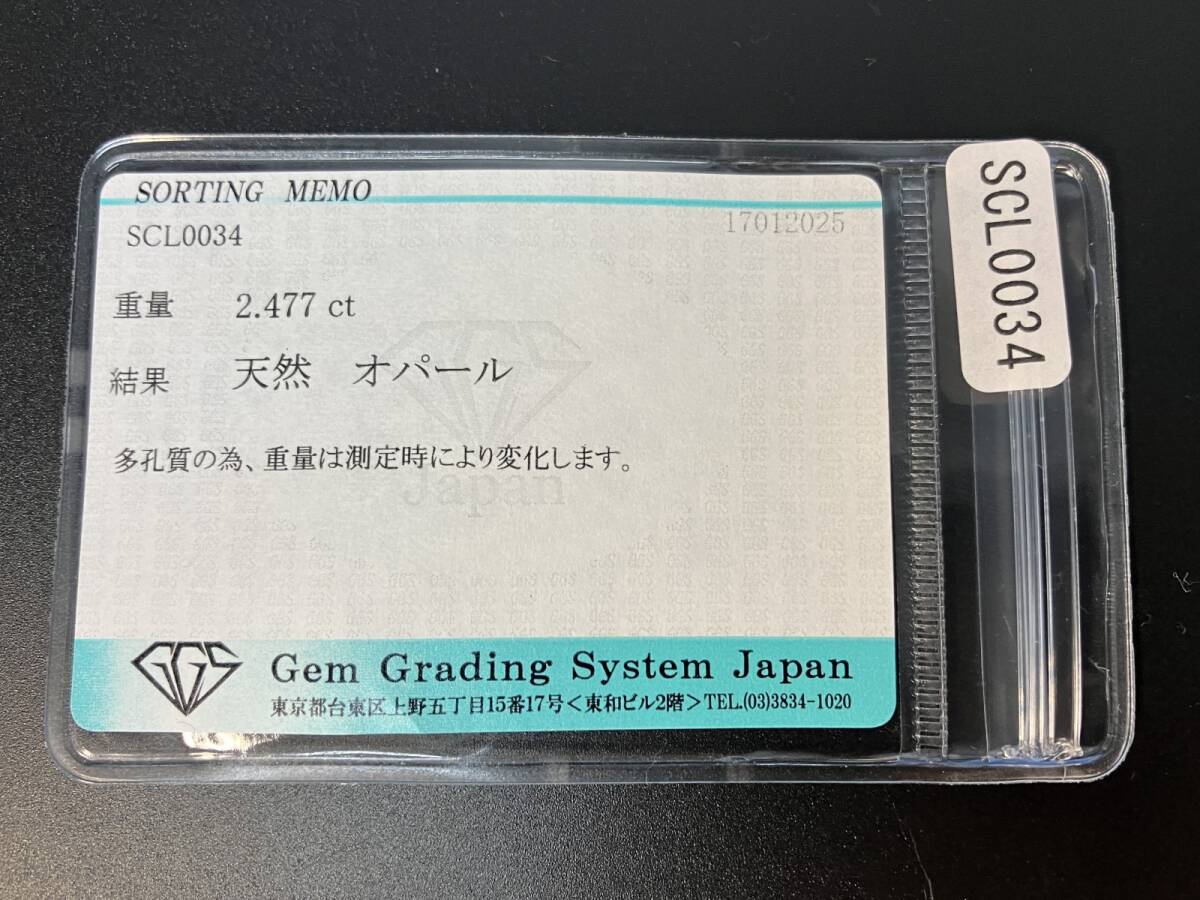 SORTING MEMO
SCL0034
17012025
重量 2.477 ct
結果 天然 オパール
多孔質の為、重量は測定時により変化します。
Japan
GGS
Gem Grading System Japan
東京都台東区上野五丁目15番17号＜東和ビル2階＞TEL.(03)3834-1020
SCL0034